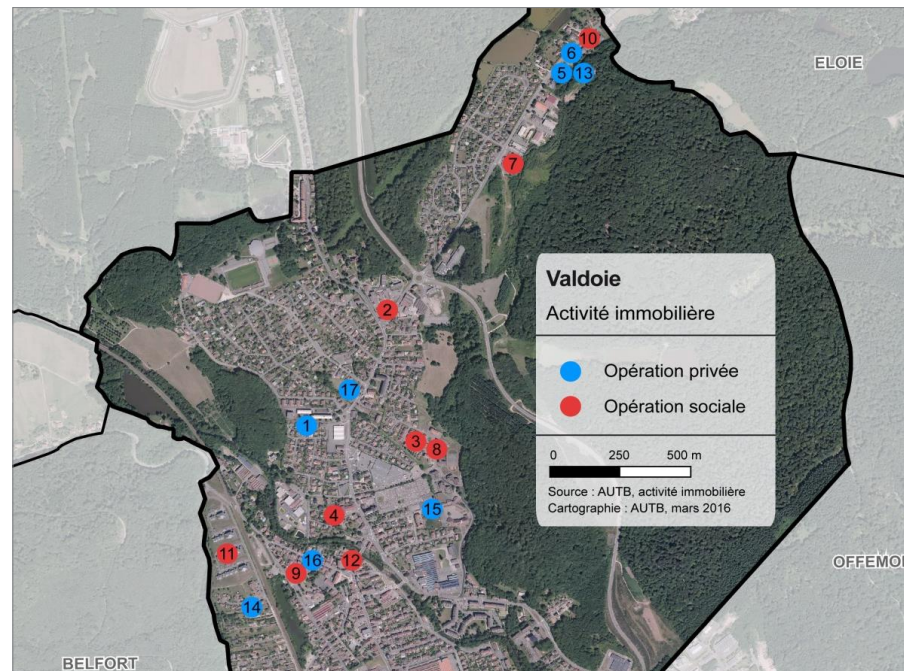 10
6
ELOIE
5 13
7
Valdoie
Activité immobilière
2
Opération privée
17
Opération sociale
1
3
8
0 250 500 m
Source : AUTB, activité immobilière
Cartographie : AUTB, mars 2016
15
4
11
16
12
9
OFFEMO
14
BELFORT